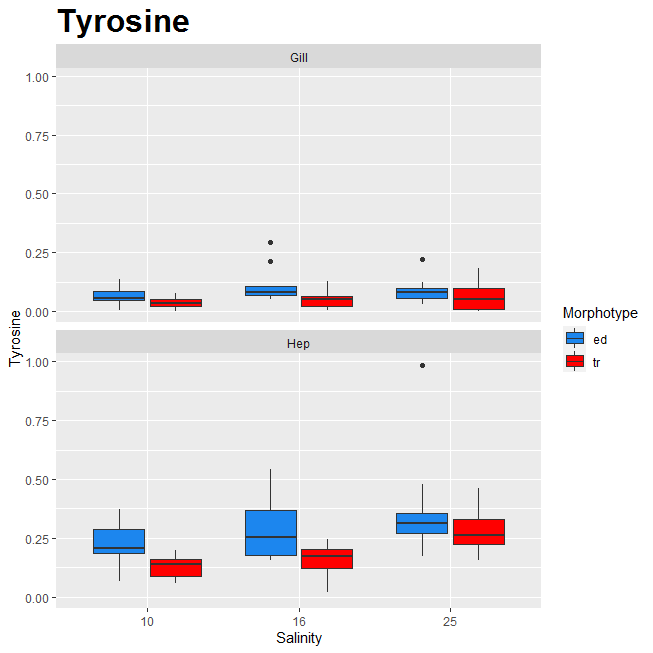 Tyrosine
Gill
1.00
0.75
0.50
0.25
0.00
Hep
1.00
0.75
0.50
0.25
0.00
Tyrosine
10 16 25
Salinity
Morphotype
ed
tr